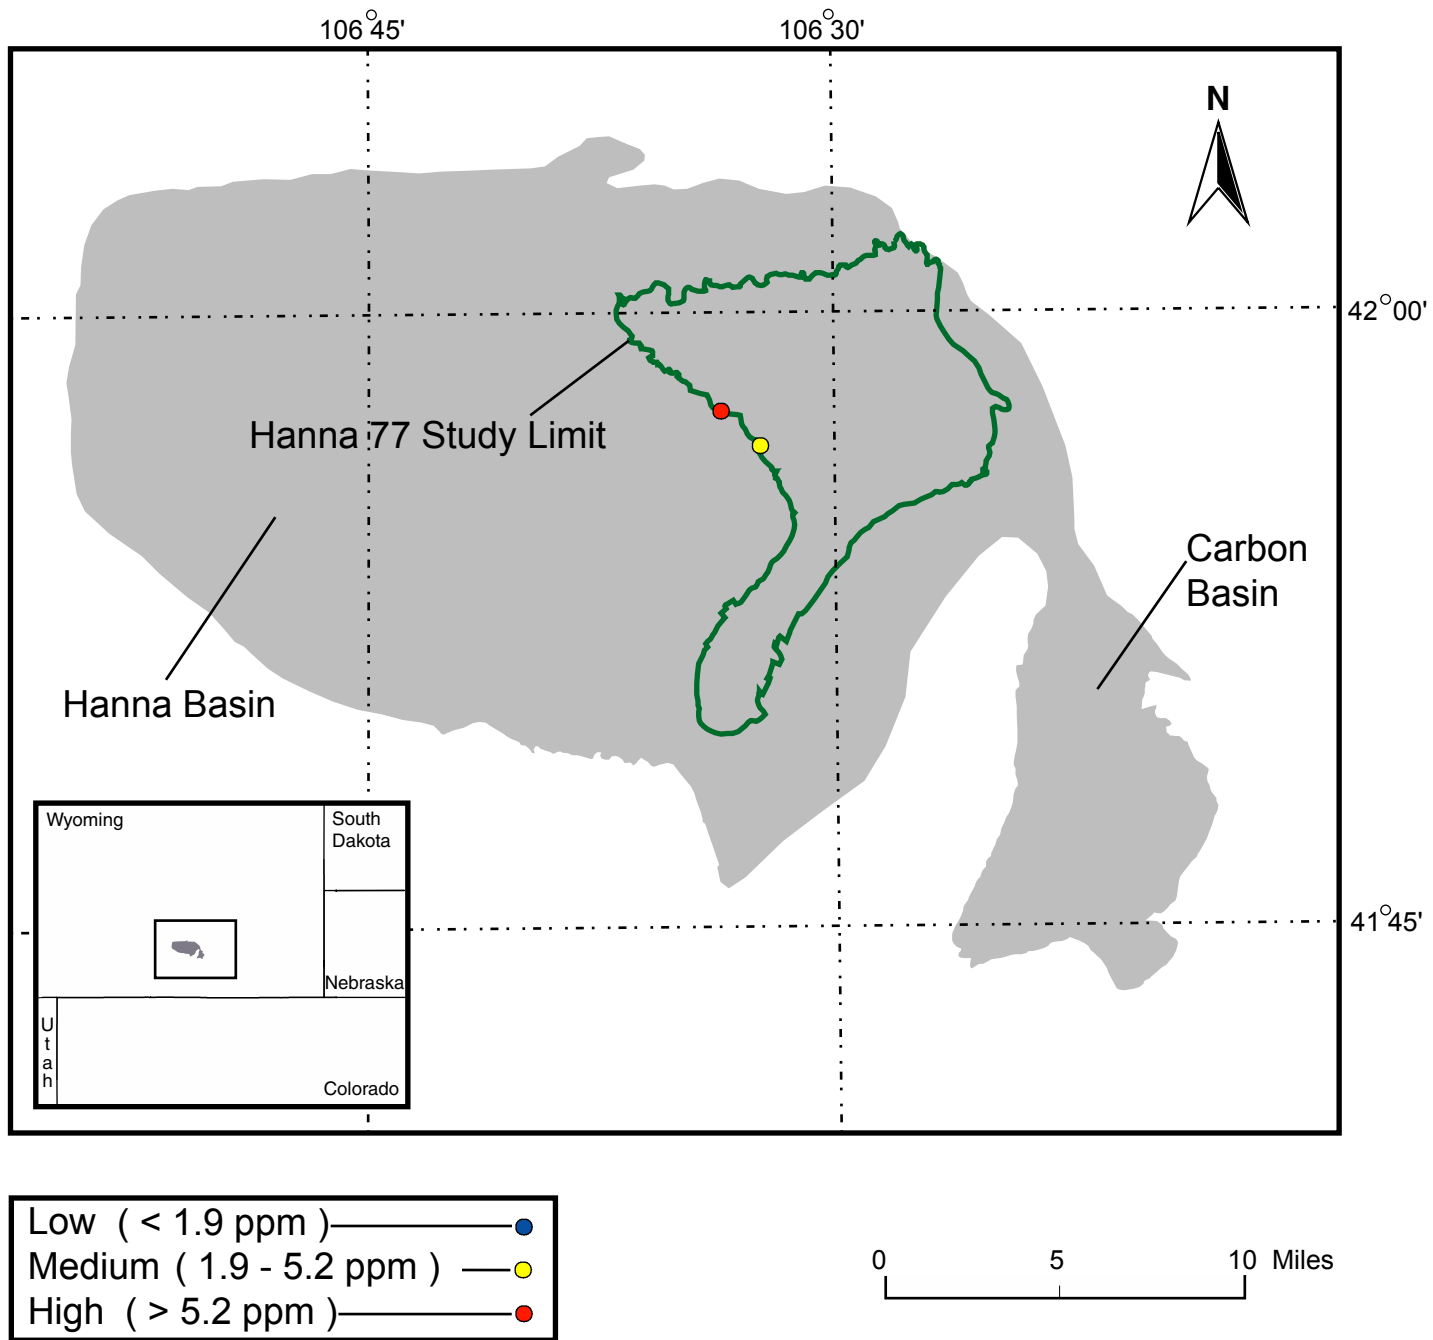 106°45'
106°30'
N
42°00'
Hanna 77 Study Limit
Carbon
Basin
Hanna Basin
Wyoming
South
Dakota
Nebraska
Utah
Colorado
41°45'
Low ( < 1.9 ppm )
Medium ( 1.9 - 5.2 ppm )
High ( > 5.2 ppm )
0 5 10 Miles